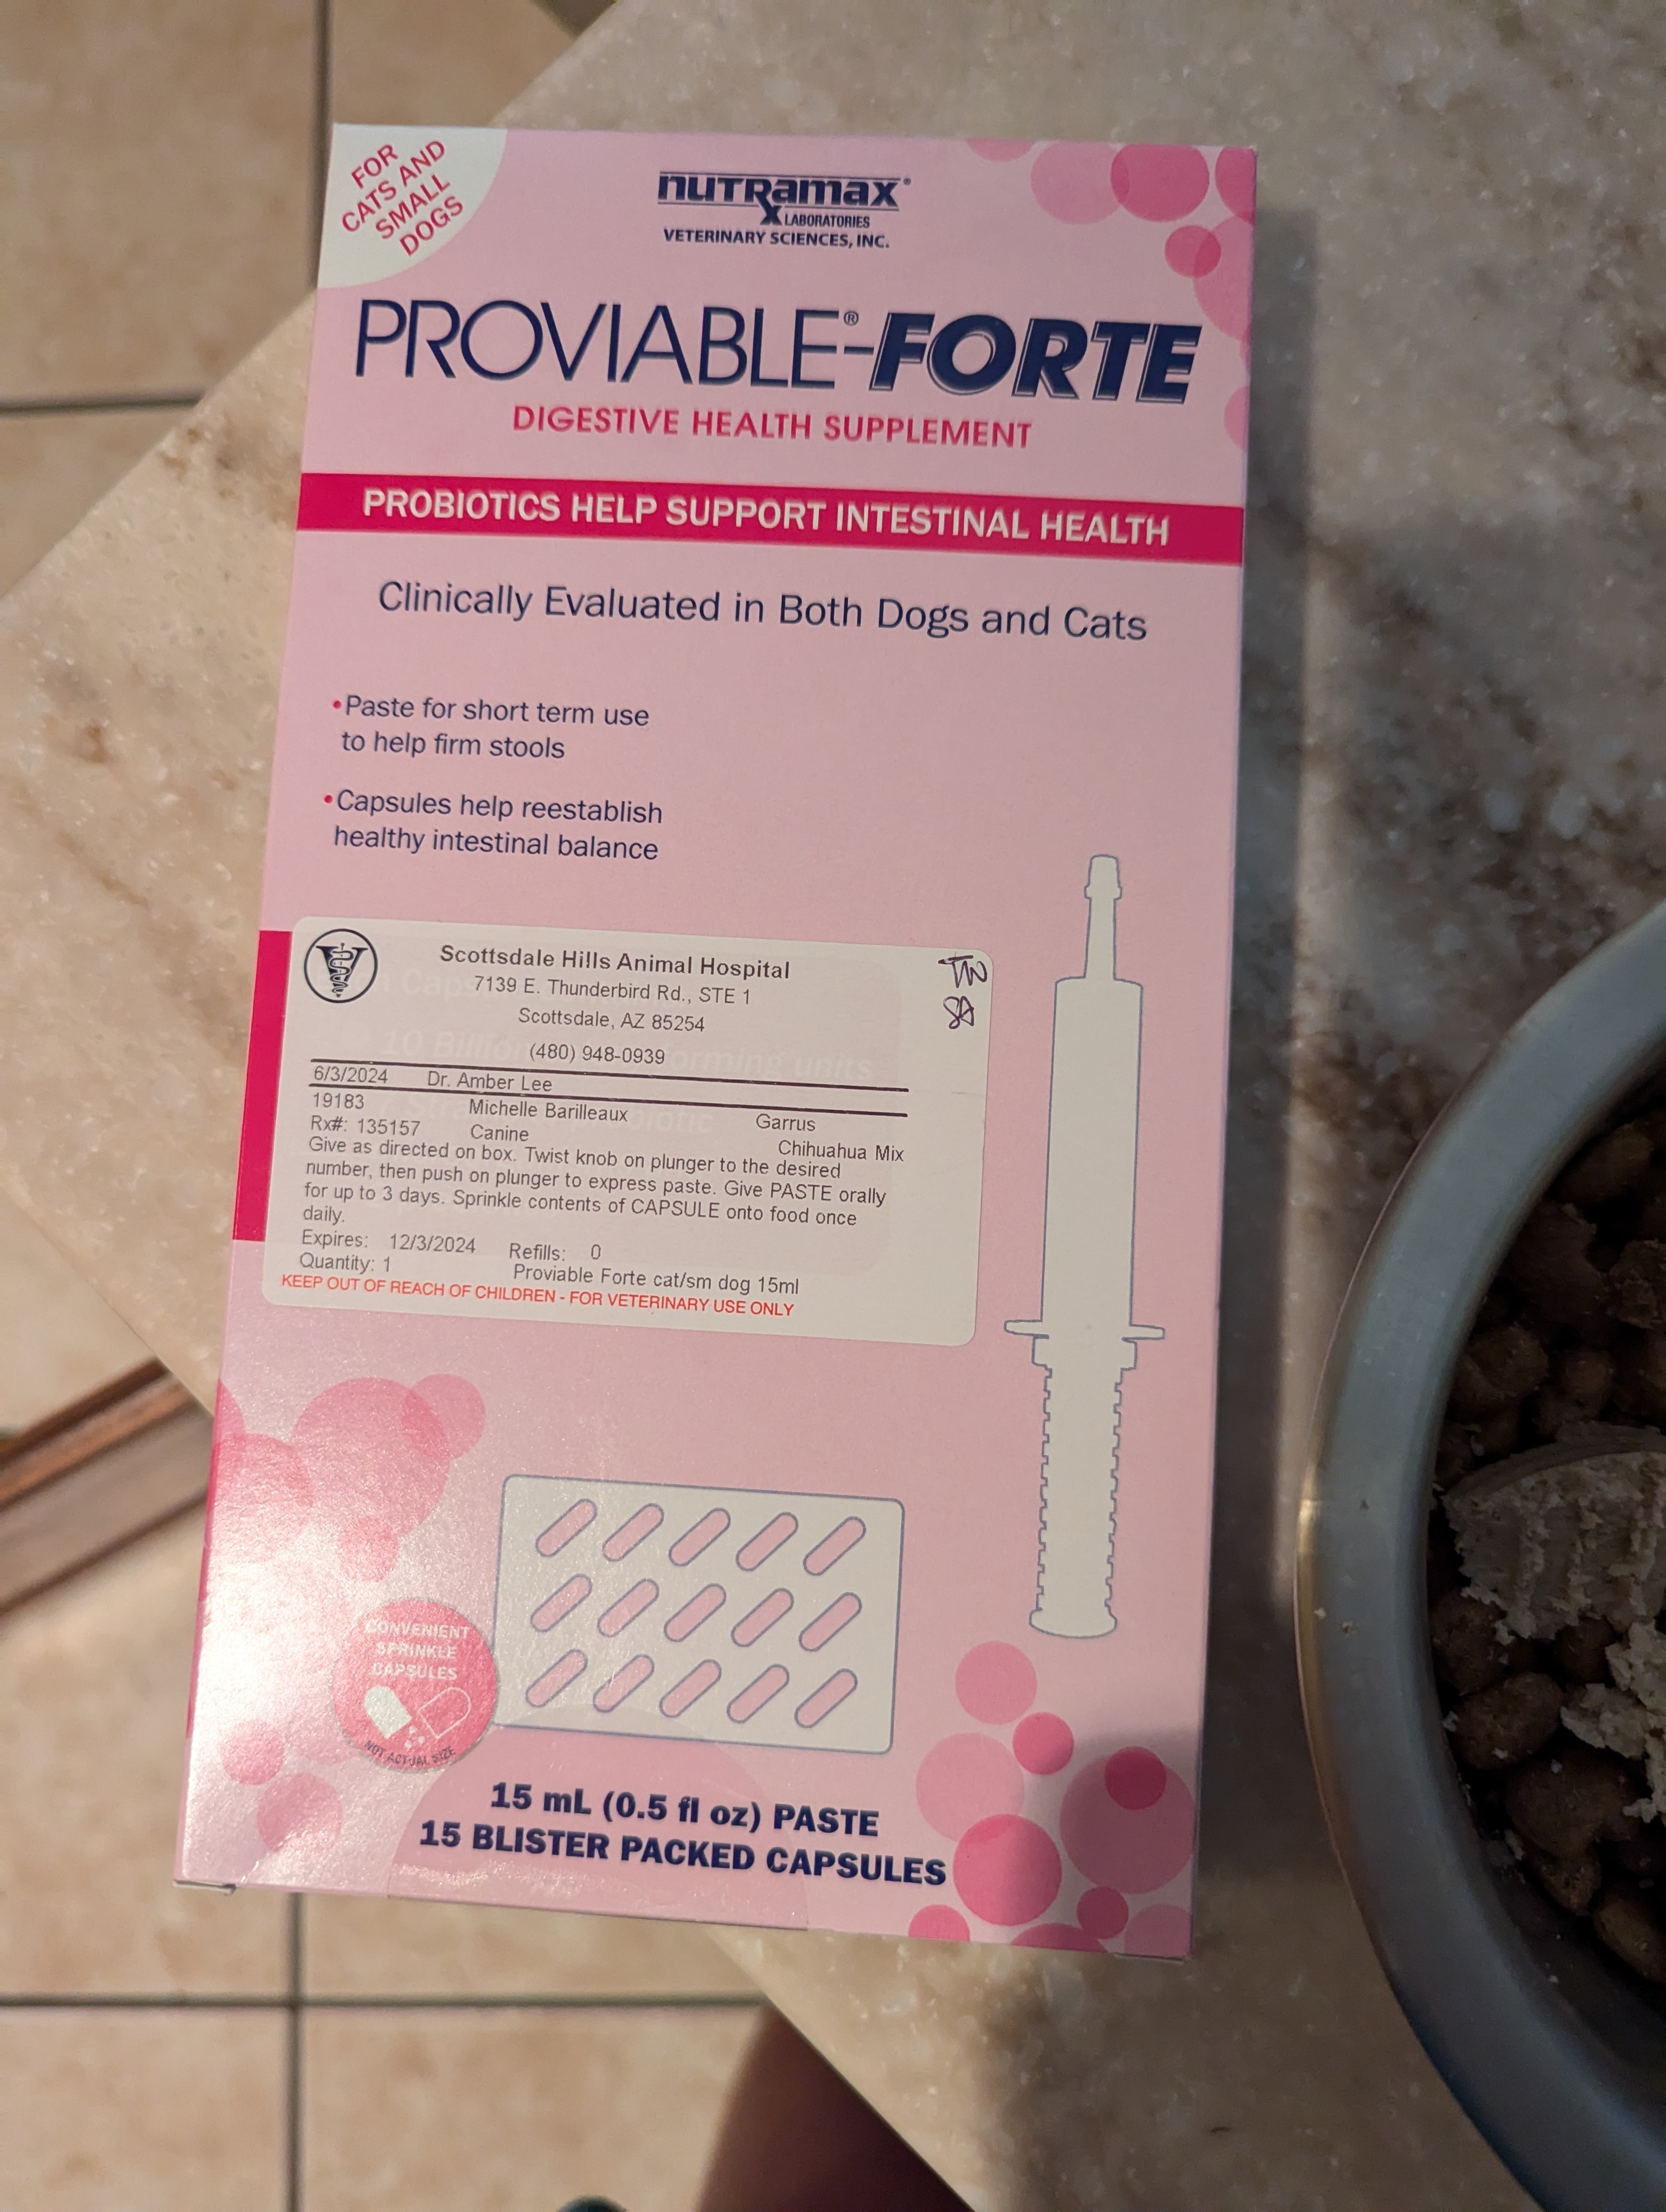 FOR
CATS AND
SMALL
DOGS
nutramax®
LABORATORIES
VETERINARY SCIENCES, INC.
PROVIABLE®-FORTE
DIGESTIVE HEALTH SUPPLEMENT
PROBIOTICS HELP SUPPORT INTESTINAL HEALTH
Clinically Evaluated in Both Dogs and Cats
•Paste for short term use
to help firm stools
•Capsules help reestablish
healthy intestinal balance
Scottsdale Hills Animal Hospital
7139 E. Thunderbird Rd., STE 1
Scottsdale, AZ 85254
(480) 948-0939
TW
SA
6/3/2024 Dr. Amber Lee
19183 Michelle Barilleaux Garrus
Rx#: 135157 Canine Chihuahua Mix
Give as directed on box. Twist knob on plunger to the desired
number, then push on plunger to express paste. Give PASTE orally
for up to 3 days. Sprinkle contents of CAPSULE onto food once
daily.
Expires: 12/3/2024 Refills: 0
Quantity: 1 Proviable Forte cat/sm dog 15ml
KEEP OUT OF REACH OF CHILDREN - FOR VETERINARY USE ONLY
CONVENIENT
SPRINKLE
CAPSULES
NOT ACTUAL SIZE
15 mL (0.5 fl oz) PASTE
15 BLISTER PACKED CAPSULES